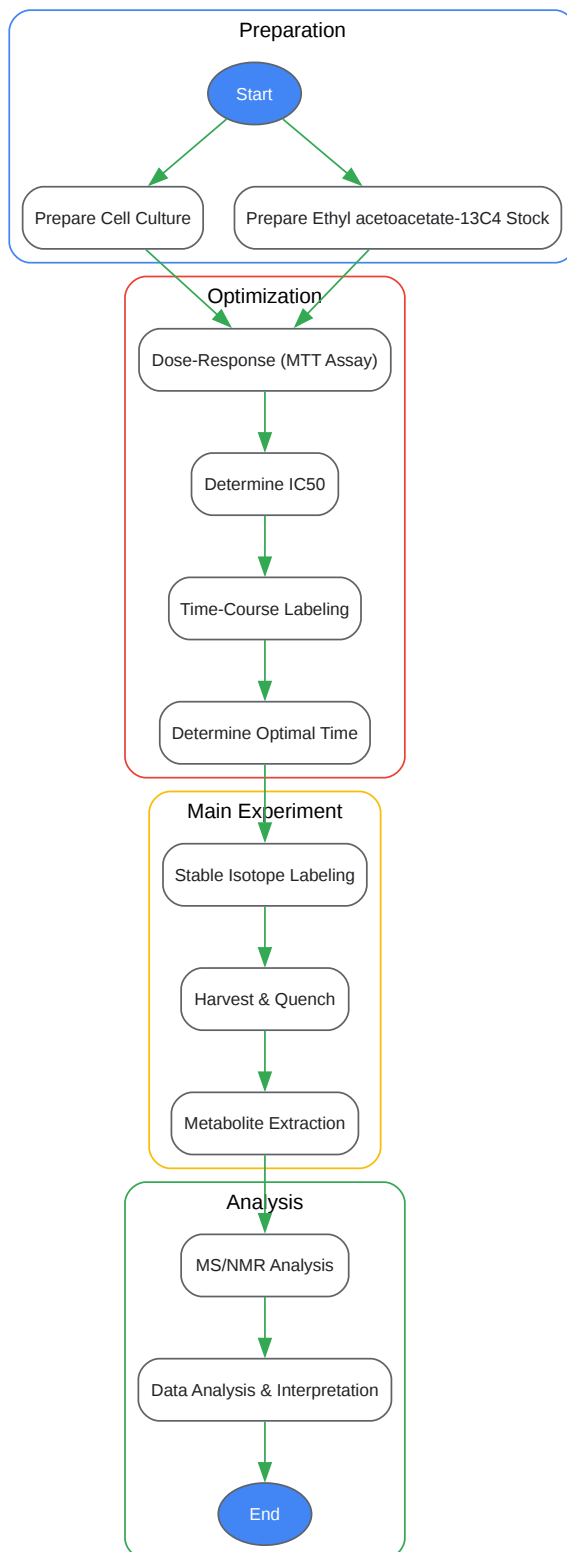 Preparation
Start
Prepare Cell Culture
Prepare Ethyl acetoacetate-13C4 Stock
Optimization
Dose-Response (MTT Assay)
Determine IC50
Time-Course Labeling
Determine Optimal Time
Main Experiment
Stable Isotope Labeling
Harvest & Quench
Metabolite Extraction
Analysis
MS/NMR Analysis
Data Analysis & Interpretation
End